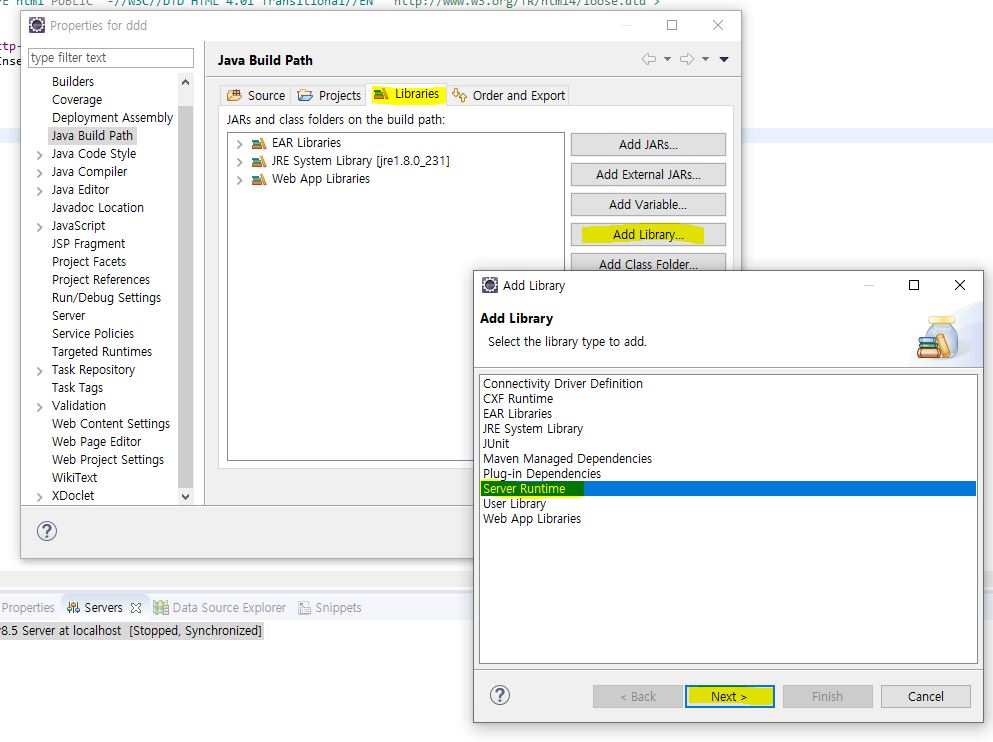 PUBLIC "-//W3C//DTD HTML 4.01 Transitional//EN" "http://www.w3.org/TR/html4/loose.dtd">
Properties for ddd
type filter text
Builders
Coverage
Deployment Assembly
Java Build Path
Java Code Style
Java Compiler
Java Editor
Javadoc Location
JavaScript
JSP Fragment
Project Facets
Project References
Run/Debug Settings
Server
Service Policies
Targeted Runtimes
Task Repository
Task Tags
Validation
Web Content Settings
Web Page Editor
Web Project Settings
WikiText
XDoclet
Java Build Path
Source Projects Libraries Order and Export
JARs and class folders on the build path:
EAR Libraries
JRE System Library [jre1.8.0_231]
Web App Libraries
Add JARs...
Add External JARs...
Add Variable...
Add Library...
Add Class Folder...
Add Library
Add Library
Select the library type to add.
Connectivity Driver Definition
CXF Runtime
EAR Libraries
JRE System Library
JUnit
Maven Managed Dependencies
Plug-in Dependencies
Server Runtime
User Library
Web App Libraries
< Back Next > Finish Cancel
Properties Servers Data Source Explorer Snippets
8.5 Server at localhost [Stopped, Synchronized]